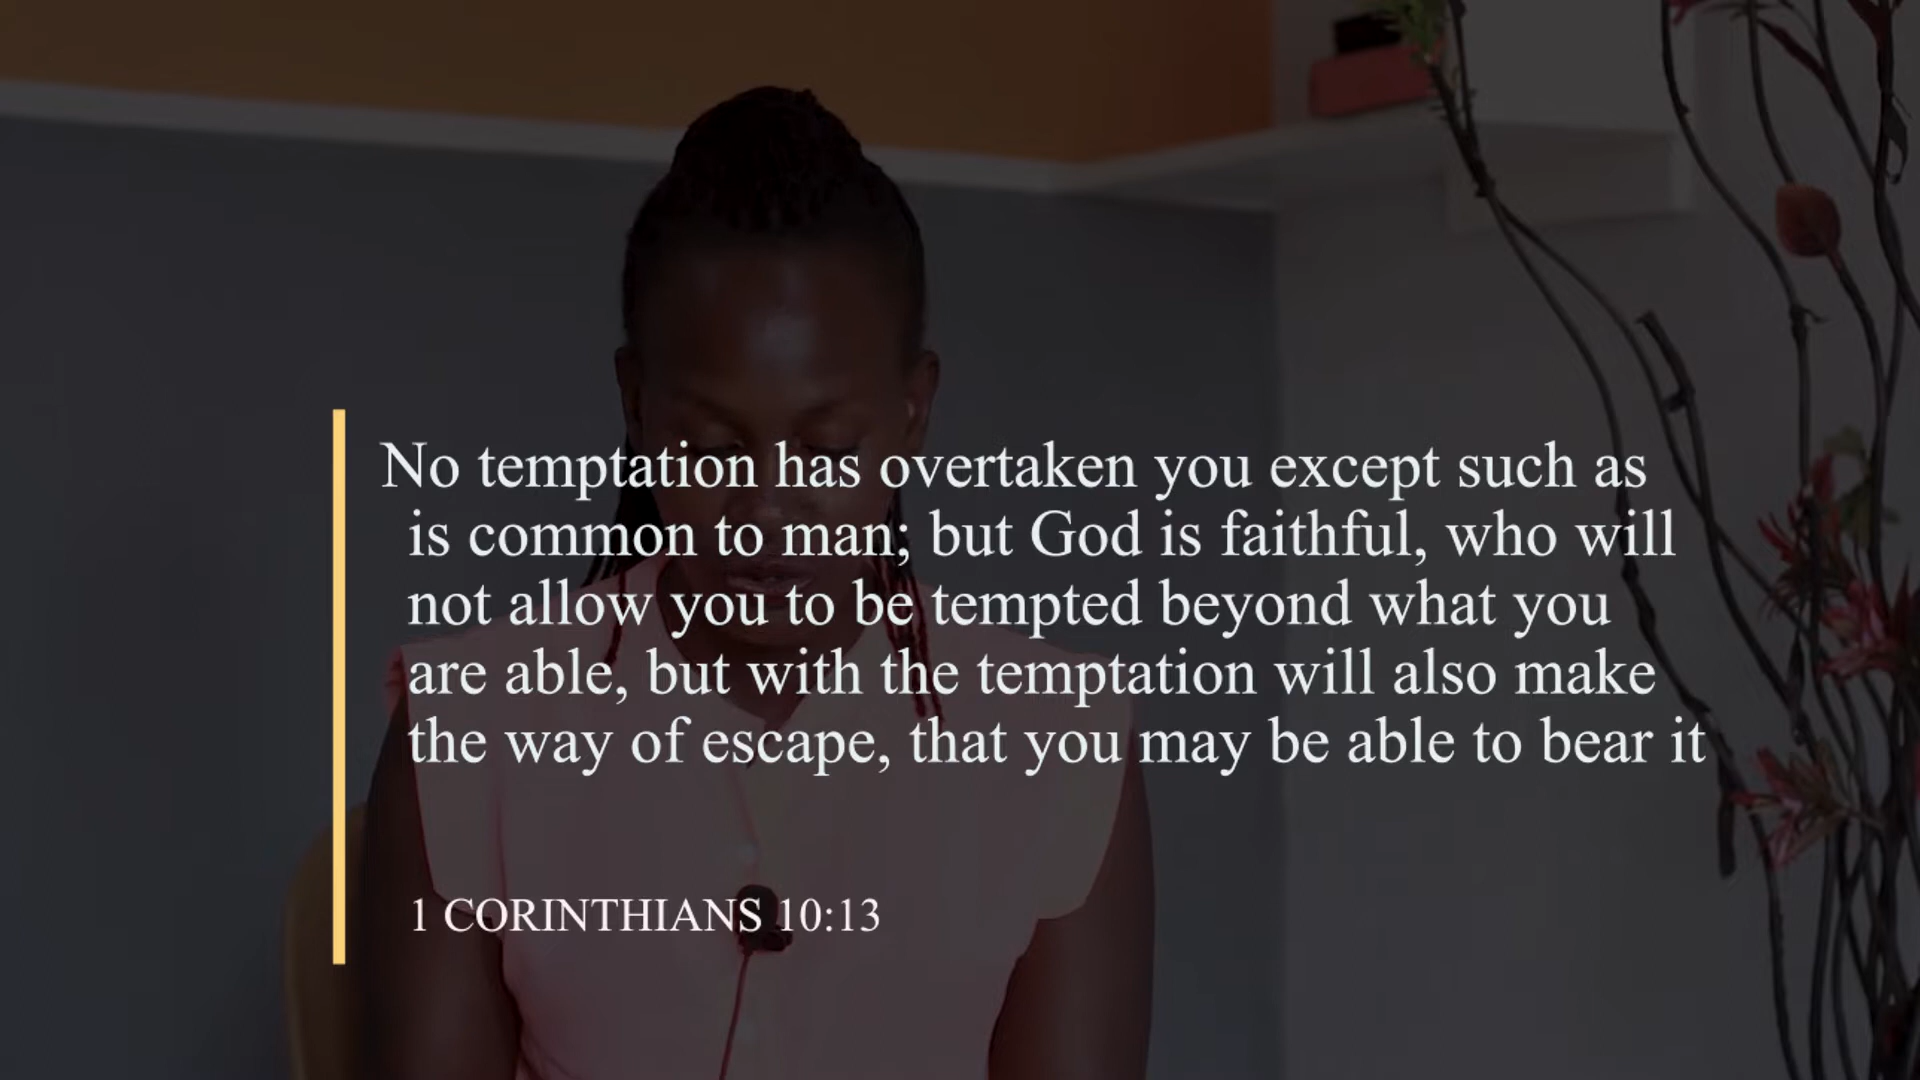 No temptation has overtaken you except such as
is common to man; but God is faithful, who will
not allow you to be tempted beyond what you
are able, but with the temptation will also make
the way of escape, that you may be able to bear it
1 CORINTHIANS 10:13